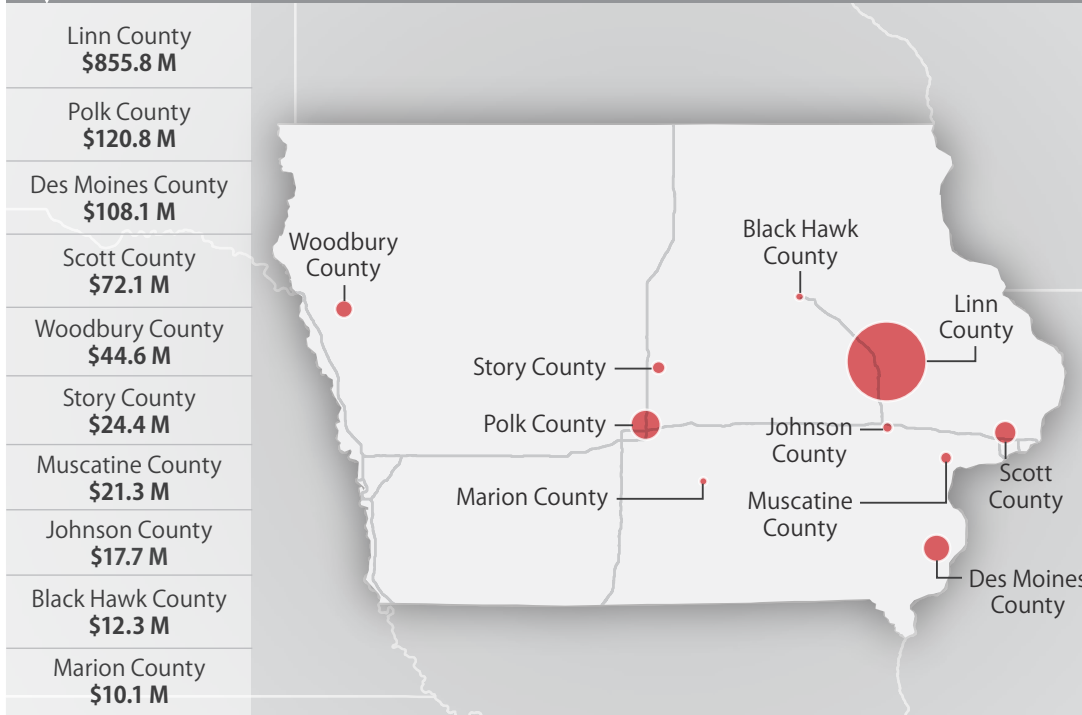 Linn County
$855.8 M
Polk County
$120.8 M
Des Moines County
$108.1 M
Scott County
$72.1 M
Woodbury County
$44.6 M
Story County
$24.4 M
Muscatine County
$21.3 M
Johnson County
$17.7 M
Black Hawk County
$12.3 M
Marion County
$10.1 M
Woodbury
County
Black Hawk
County
Linn
County
Story County
Polk County
Johnson
County
Scott
County
Marion County
Muscatine
County
Des Moines
County